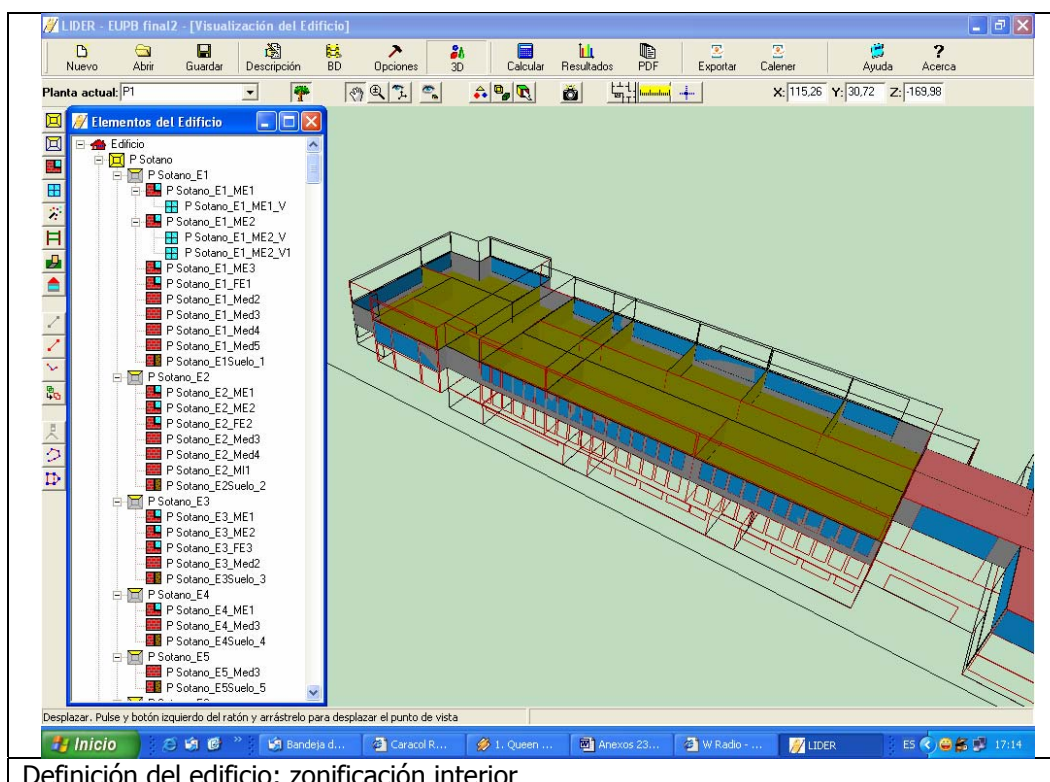 LIDER - EUPB final2 - [Visualización del Edificio]
Nuevo Abrir Guardar Descripción BD Opciones 3D Calcular Resultados PDF Exportar Calener Ayuda Acerca
Planta actual: P1 X: 115,26 Y: 30,72 Z: -169,98
Elementos del Edificio
Edificio
P Sotano
P Sotano_E1
P Sotano_E1_ME1
P Sotano_E1_ME1_V
P Sotano_E1_ME2
P Sotano_E1_ME2_V
P Sotano_E1_ME2_V1
P Sotano_E1_ME3
P Sotano_E1_FE1
P Sotano_E1_Med2
P Sotano_E1_Med3
P Sotano_E1_Med4
P Sotano_E1_Med5
P Sotano_E1Suelo_1
P Sotano_E2
P Sotano_E2_ME1
P Sotano_E2_ME2
P Sotano_E2_FE2
P Sotano_E2_Med3
P Sotano_E2_Med4
P Sotano_E2_MI1
P Sotano_E2Suelo_2
P Sotano_E3
P Sotano_E3_ME1
P Sotano_E3_ME2
P Sotano_E3_FE3
P Sotano_E3_Med2
P Sotano_E3Suelo_3
P Sotano_E4
P Sotano_E4_ME1
P Sotano_E4_Med3
P Sotano_E4Suelo_4
P Sotano_E5
P Sotano_E5_Med3
P Sotano_E5Suelo_5
Desplazar. Pulse y botón izquierdo del ratón y arrástrelo para desplazar el punto de vista
Inicio Bandeja d... Caracol R... 1. Queen ... Anexos 23... W Radio - ... LIDER ES 17:14
Definición del edificio: zonificación interior